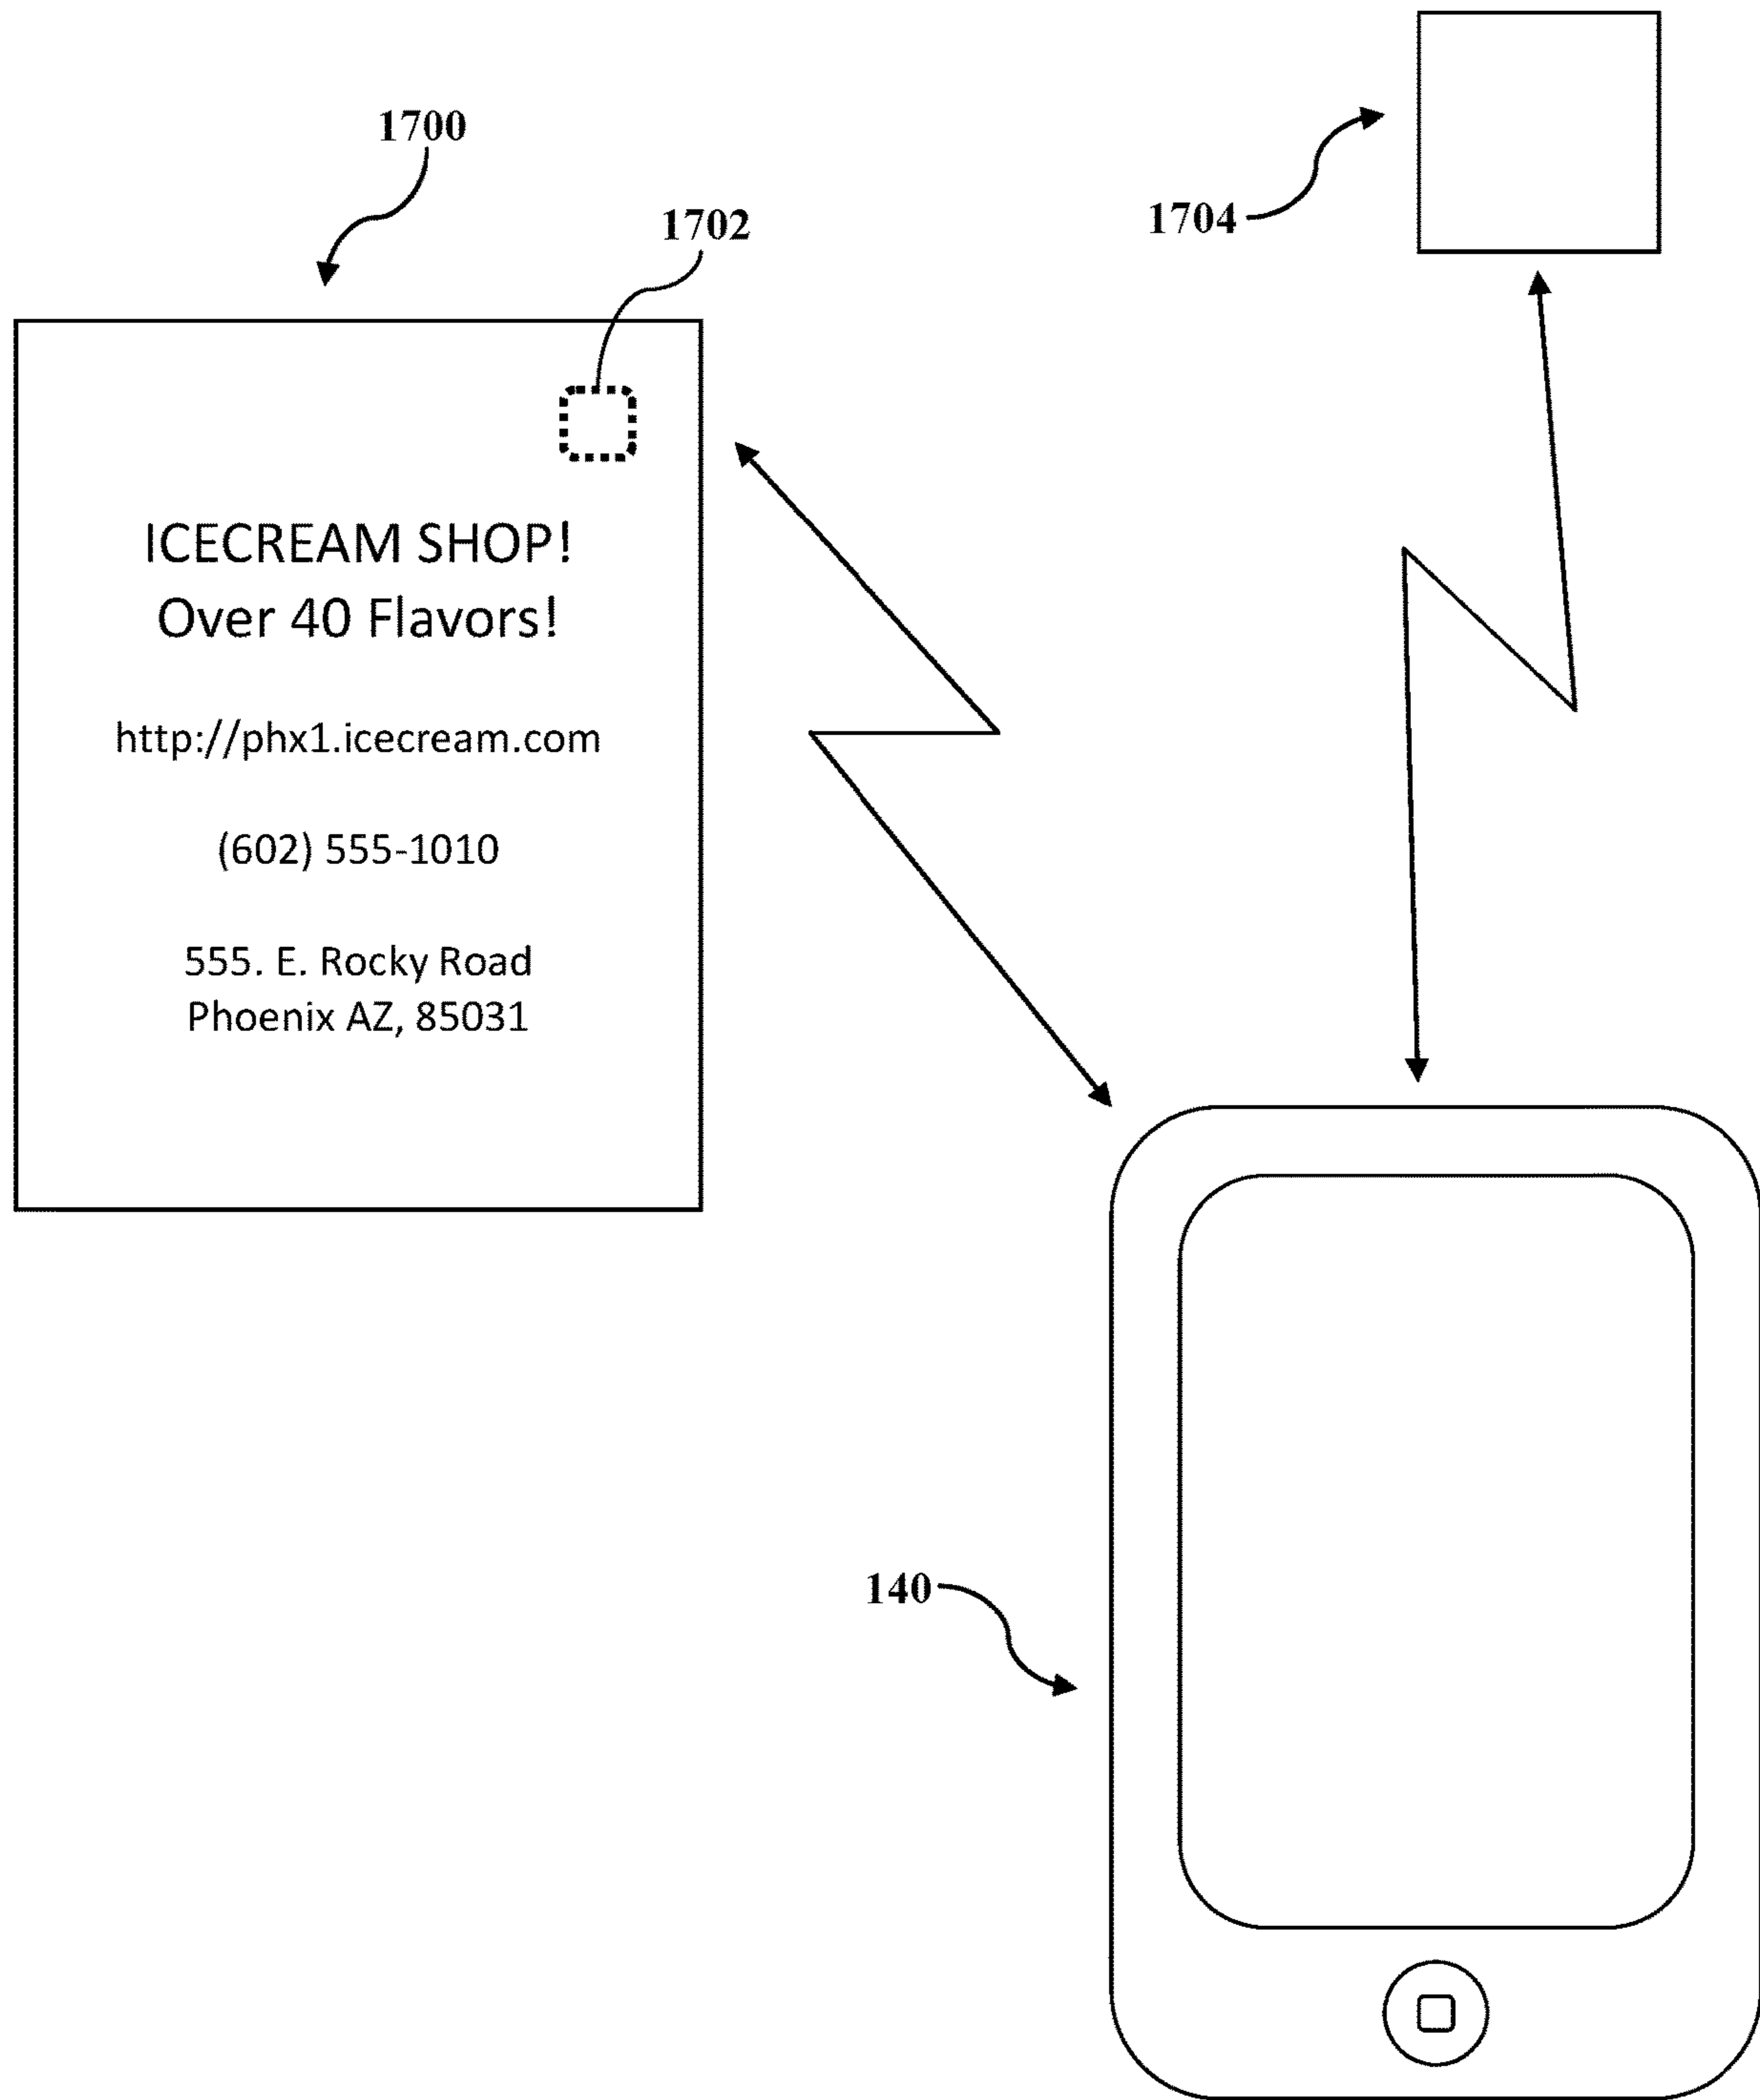 1700
1702
1704
ICECREAM SHOP!
Over 40 Flavors!
http://phx1.icecream.com
(602) 555-1010
555. E. Rocky Road
Phoenix AZ, 85031
140